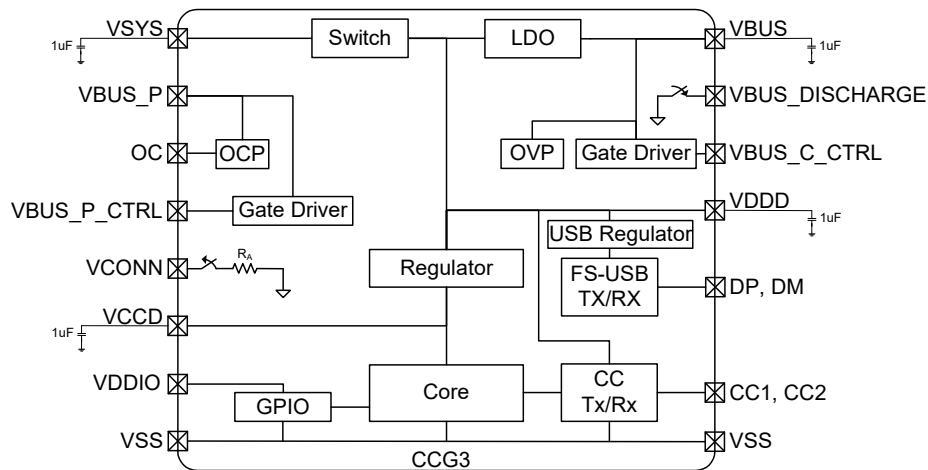 VSYS
1uF
Switch
LDO
VBUS
1uF
VBUS_P
VBUS_DISCHARGE
OC
OCP
OVP
Gate Driver
VBUS_C_CTRL
VBUS_P_CTRL
Gate Driver
VDDD
1uF
USB Regulator
VCONN
RA
Regulator
FS-USB
TX/RX
DP, DM
VCCD
1uF
VDDIO
GPIO
Core
CC
Tx/Rx
CC1, CC2
VSS
VSS
CCG3